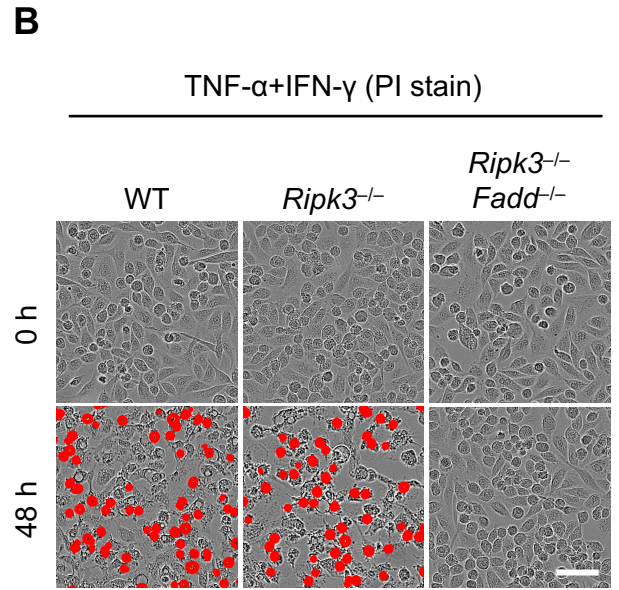 B
TNF-α+IFN-γ (PI stain)
WT
Ripk3–/–
Ripk3–/–
Fadd–/–
0 h
48 h